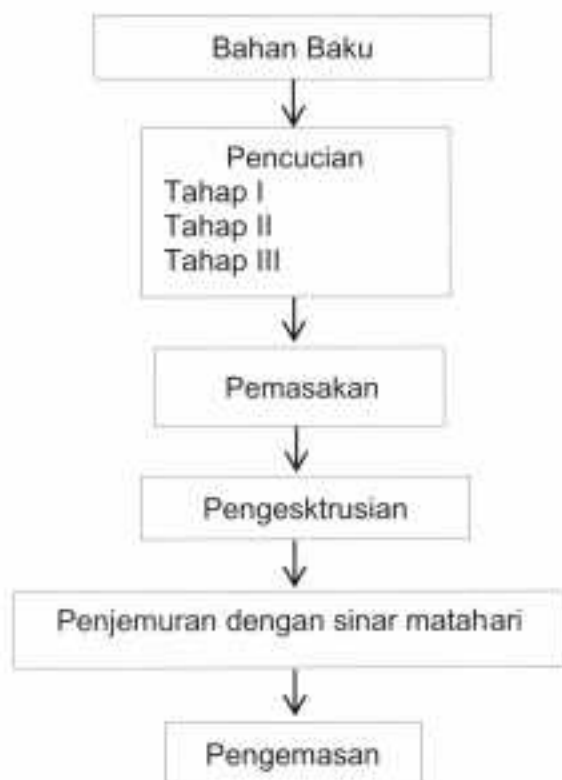 Bahan Baku
Pencucian
Tahap I
Tahap II
Tahap III
Pemasakan
Pengesktrusian
Penjemuran dengan sinar matahari
Pengemasan